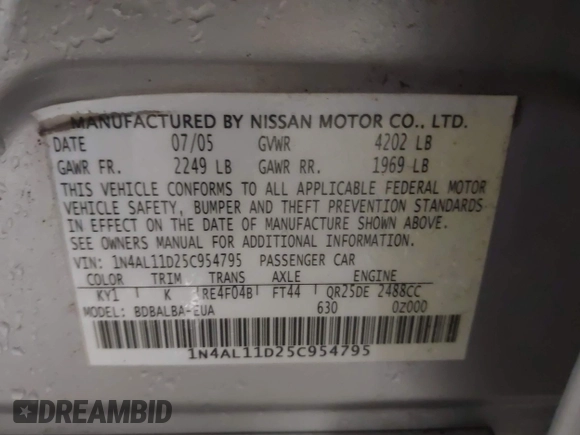 MANUFACTURED BY NISSAN MOTOR CO., LTD.
DATE 07/05 GVWR 4202 LB
GAWR FR. 2249 LB GAWR RR. 1969 LB
THIS VEHICLE CONFORMS TO ALL APPLICABLE FEDERAL MOTOR
VEHICLE SAFETY, BUMPER AND THEFT PREVENTION STANDARDS
IN EFFECT ON THE DATE OF MANUFACTURE SHOWN ABOVE.
SEE OWNERS MANUAL FOR ADDITIONAL INFORMATION.
VIN: 1N4AL11D25C954795 PASSENGER CAR
COLOR TRIM TRANS AXLE ENGINE
KY1 K RE4F04B FT44 QR25DE 2488CC
MODEL: BDBALBA-EUA 630 0Z000
1N4AL11D25C954795
DREAMBID